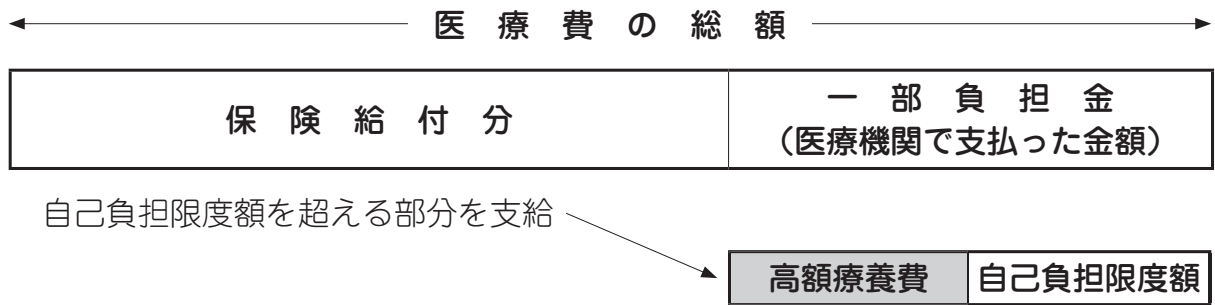 医療費の総額
保険給付分
一部負担金
（医療機関で支払った金額）
自己負担限度額を超える部分を支給
高額療養費
自己負担限度額